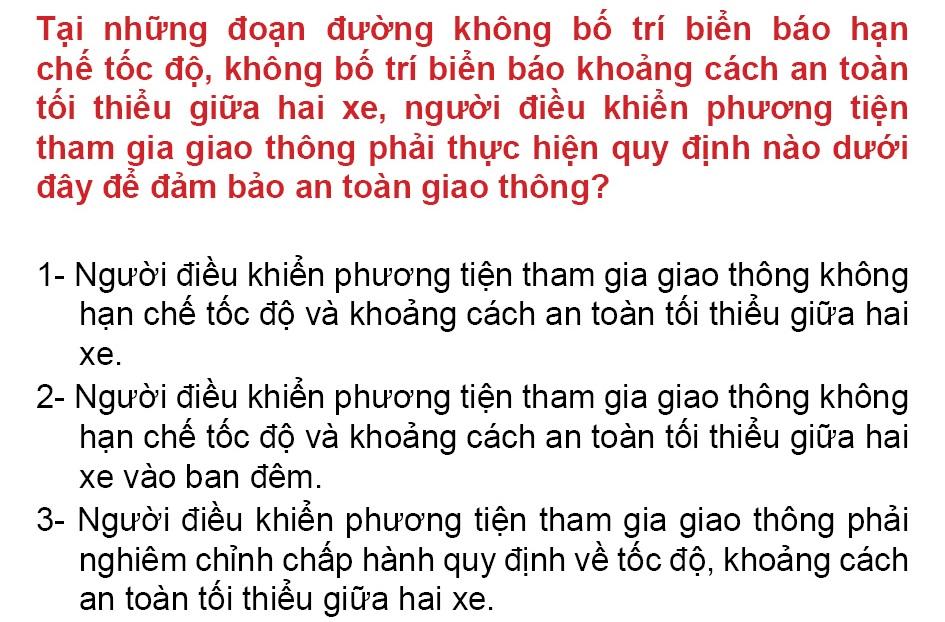 Tại những đoạn đường không bố trí biển báo hạn
chế tốc độ, không bố trí biển báo khoảng cách an toàn
tối thiểu giữa hai xe, người điều khiển phương tiện
tham gia giao thông phải thực hiện quy định nào dưới
đây để đảm bảo an toàn giao thông?
1- Người điều khiển phương tiện tham gia giao thông không
hạn chế tốc độ và khoảng cách an toàn tối thiểu giữa hai
xe.
2- Người điều khiển phương tiện tham gia giao thông không
hạn chế tốc độ và khoảng cách an toàn tối thiểu giữa hai
xe vào ban đêm.
3- Người điều khiển phương tiện tham gia giao thông phải
nghiêm chỉnh chấp hành quy định về tốc độ, khoảng cách
an toàn tối thiểu giữa hai xe.